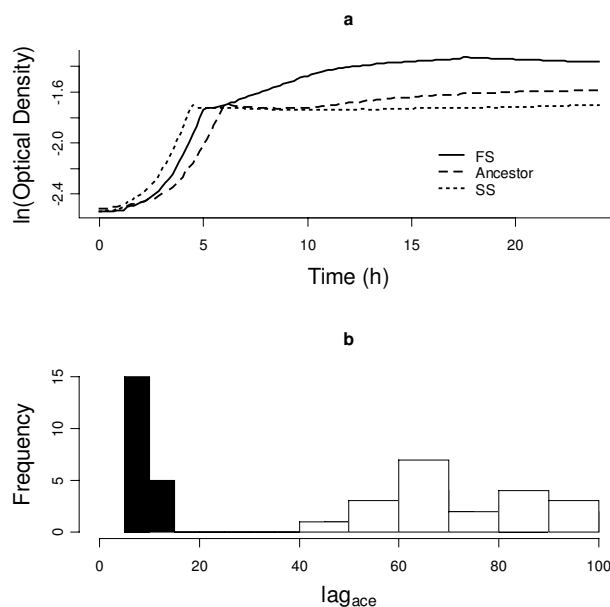 a
ln(Optical Density)
-1.6
-2.0
-2.4
FS
Ancestor
SS
0 5 10 15 20
Time (h)
b
Frequency
15
10
5
0
0 20 40 60 80 100
lag_ace